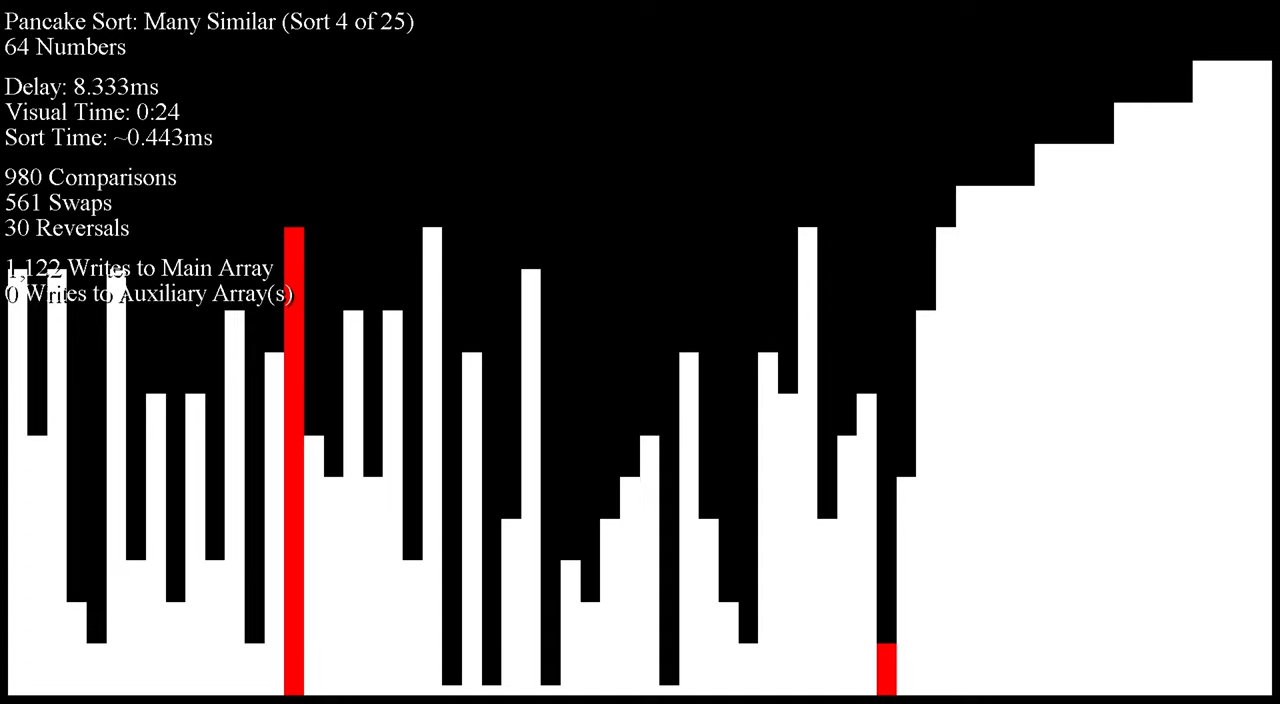 Pancake Sort: Many Similar (Sort 4 of 25)
64 Numbers
Delay: 8.333ms
Visual Time: 0:24
Sort Time: ~0.443ms
980 Comparisons
561 Swaps
30 Reversals
1,122 Writes to Main Array
0 Writes to Auxiliary Array(s)